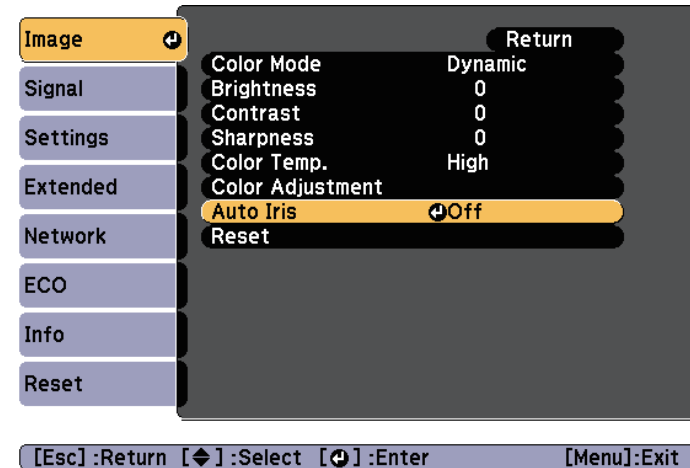 Image
Signal
Settings
Extended
Network
ECO
Info
Reset
Return
Color Mode Dynamic
Brightness 0
Contrast 0
Sharpness 0
Color Temp. High
Color Adjustment
Auto Iris Off
Reset
[Esc] :Return [◆] :Select [↵] :Enter [Menu]:Exit